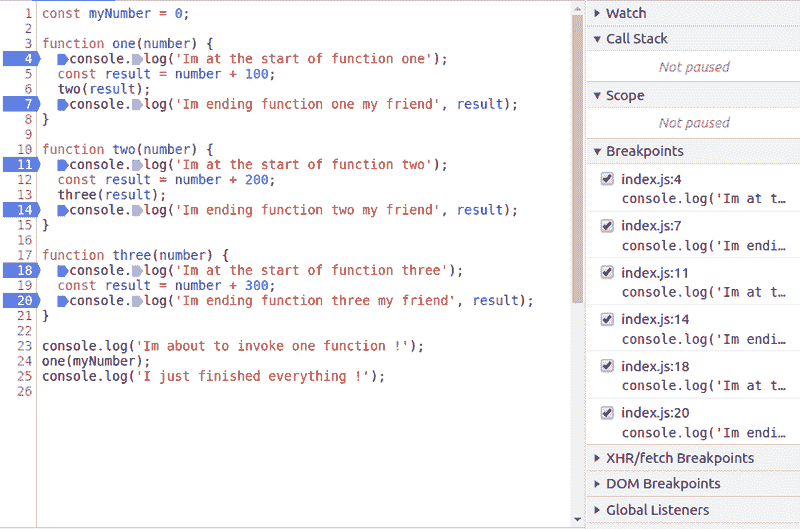 1 const myNumber = 0;
2
3 function one(number) {
4 console.log('Im at the start of function one');
5 const result = number + 100;
6 two(result);
7 console.log('Im ending function one my friend', result);
8 }
9
10 function two(number) {
11 console.log('Im at the start of function two');
12 const result = number + 200;
13 three(result);
14 console.log('Im ending function two my friend', result);
15 }
16
17 function three(number) {
18 console.log('Im at the start of function three');
19 const result = number + 300;
20 console.log('Im ending function three my friend', result);
21 }
22
23 console.log('Im about to invoke one function !');
24 one(myNumber);
25 console.log('I just finished everything !');
26
Watch
Call Stack
Not paused
Scope
Not paused
Breakpoints
index.js:4
console.log('Im at t…
index.js:7
console.log('Im endi…
index.js:11
console.log('Im at t…
index.js:14
console.log('Im endi…
index.js:18
console.log('Im at t…
index.js:20
console.log('Im endi…
XHR/fetch Breakpoints
DOM Breakpoints
Global Listeners